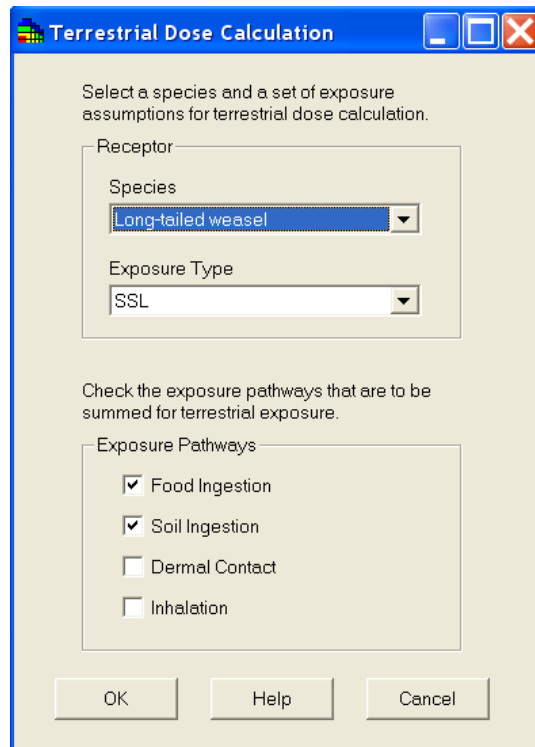 Terrestrial Dose Calculation
Select a species and a set of exposure
assumptions for terrestrial dose calculation.
Receptor
Species
Long-tailed weasel
Exposure Type
SSL
Check the exposure pathways that are to be
summed for terrestrial exposure.
Exposure Pathways
Food Ingestion
Soil Ingestion
Dermal Contact
Inhalation
OK Help Cancel